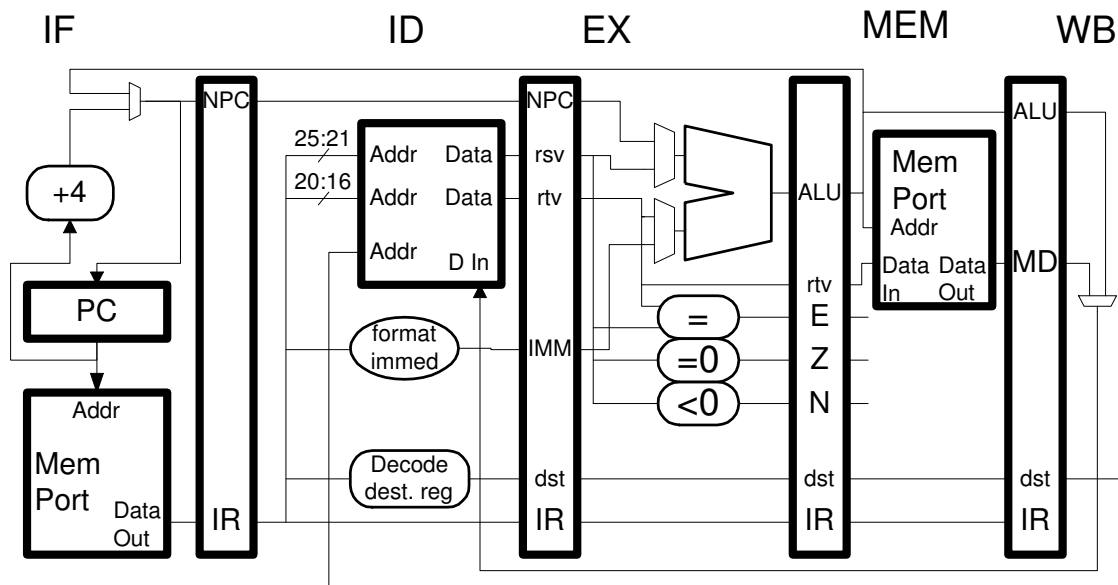 IF
ID
EX
MEM
WB
NPC
NPC
ALU
25:21
Addr
Data
rsv
Mem
Port
+4
20:16
Addr
Data
rtv
ALU
Addr
Addr
D In
Data
In
Data
Out
MD
PC
rtv
format
immed
IMM
=
E
=0
Z
<0
N
Addr
Mem
Port
Data
Out
Decode
dest. reg
dst
dst
dst
IR
IR
IR
IR